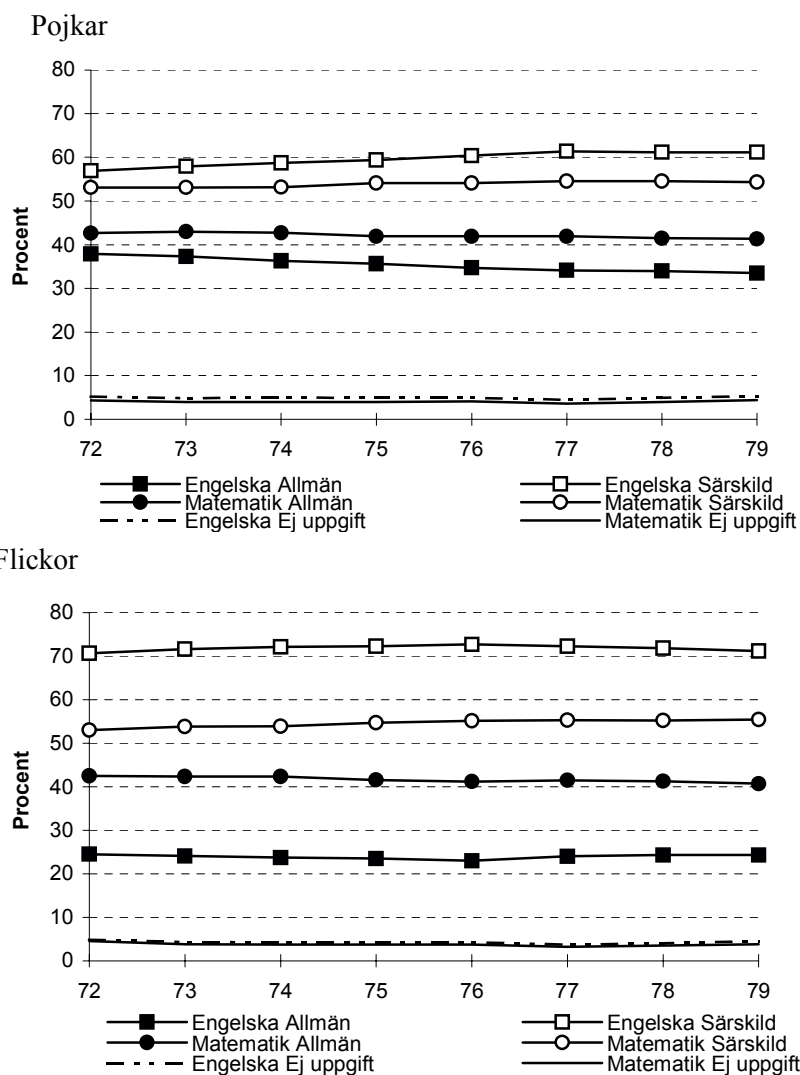 Pojkar
80
70
60
50
40
30
20
10
0
Procent
72 73 74 75 76 77 78 79
Engelska Allmän Engelska Särskild
Matematik Allmän Matematik Särskild
Engelska Ej uppgift Matematik Ej uppgift
Flickor
80
70
60
50
40
30
20
10
0
Procent
72 73 74 75 76 77 78 79
Engelska Allmän Engelska Särskild
Matematik Allmän Matematik Särskild
Engelska Ej uppgift Matematik Ej uppgift